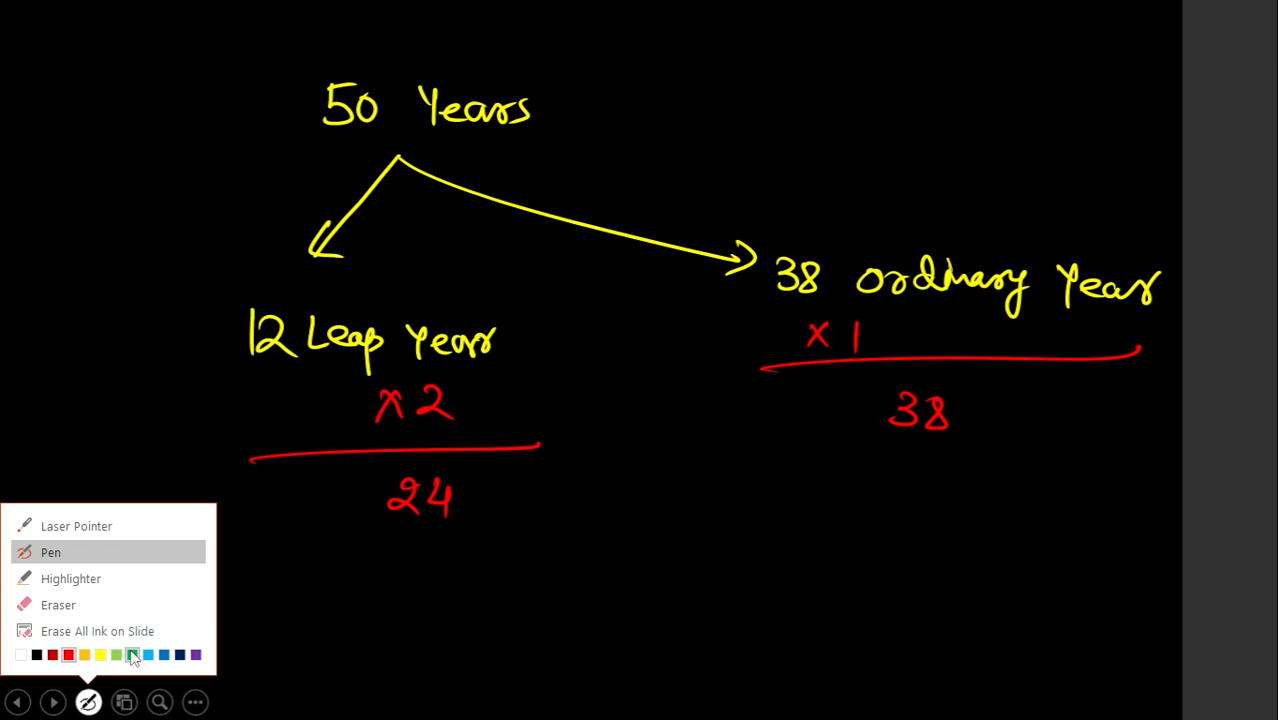 50 Years
38 ordinary Year
12 Leap Year
x 1
x 2
38
24
Laser Pointer
Pen
Highlighter
Eraser
Erase All Ink on Slide